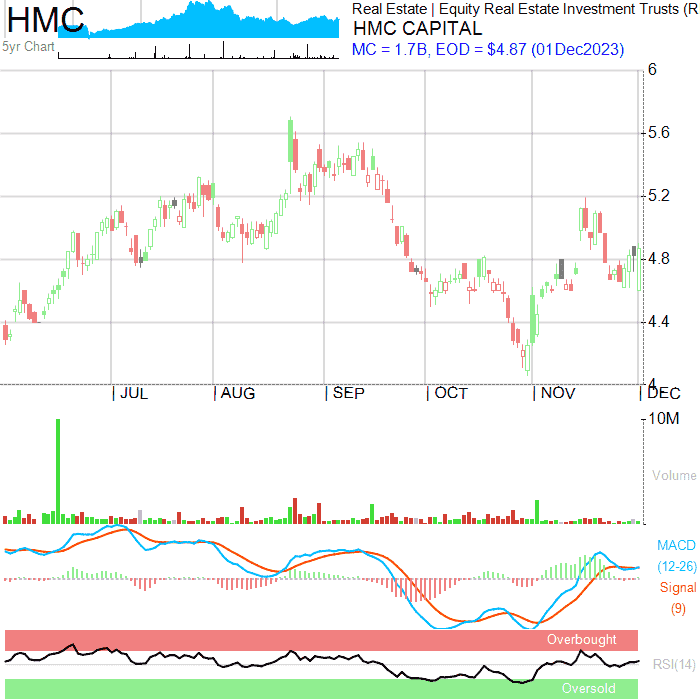 HMC
5yr Chart
Real Estate | Equity Real Estate Investment Trusts (R
HMC CAPITAL
MC = 1.7B, EOD = $4.87 (01Dec2023)
6
5.6
5.2
4.8
4.4
4
JUL
AUG
SEP
OCT
NOV
DEC
10M
Volume
MACD
(12-26)
Signal
(9)
Overbought
RSI(14)
Oversold